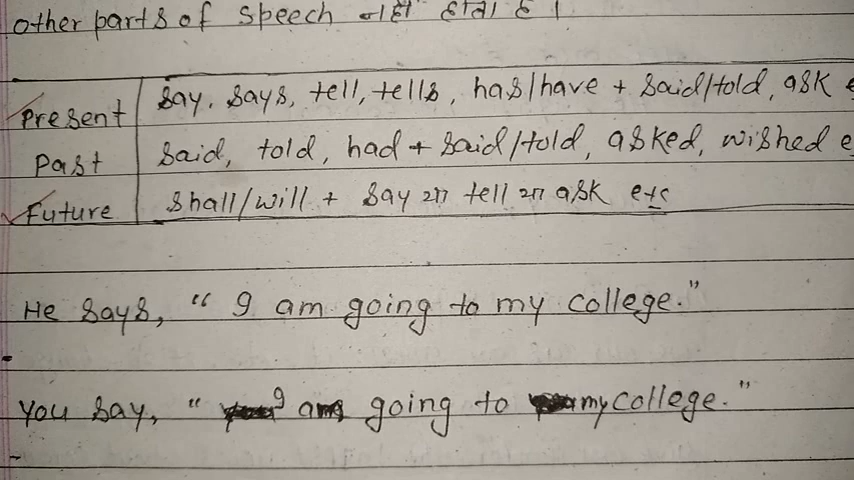 other parts of speech नहीं होता है।
Present say, says, tell, tells, has/have + said/told, ask
Past said, told, had + said/told, asked, wished
Future shall/will + say या tell या ask etc
He says, "I am going to my college."
You say, "I am going to my college."